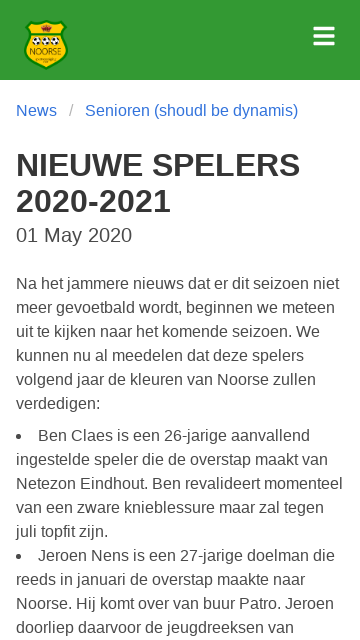 NOORSE
News / Senioren (shoudl be dynamis)
NIEUWE SPELERS
2020-2021
01 May 2020
Na het jammere nieuws dat er dit seizoen niet
meer gevoetbald wordt, beginnen we meteen
uit te kijken naar het komende seizoen. We
kunnen nu al meedelen dat deze spelers
volgend jaar de kleuren van Noorse zullen
verdedigen:
• Ben Claes is een 26-jarige aanvallend
ingestelde speler die de overstap maakt van
Netezon Eindhout. Ben revalideert momenteel
van een zware knieblessure maar zal tegen
juli topfit zijn.
• Jeroen Nens is een 27-jarige doelman die
reeds in januari de overstap maakte naar
Noorse. Hij komt over van buur Patro. Jeroen
doorliep daarvoor de jeugdreeksen van